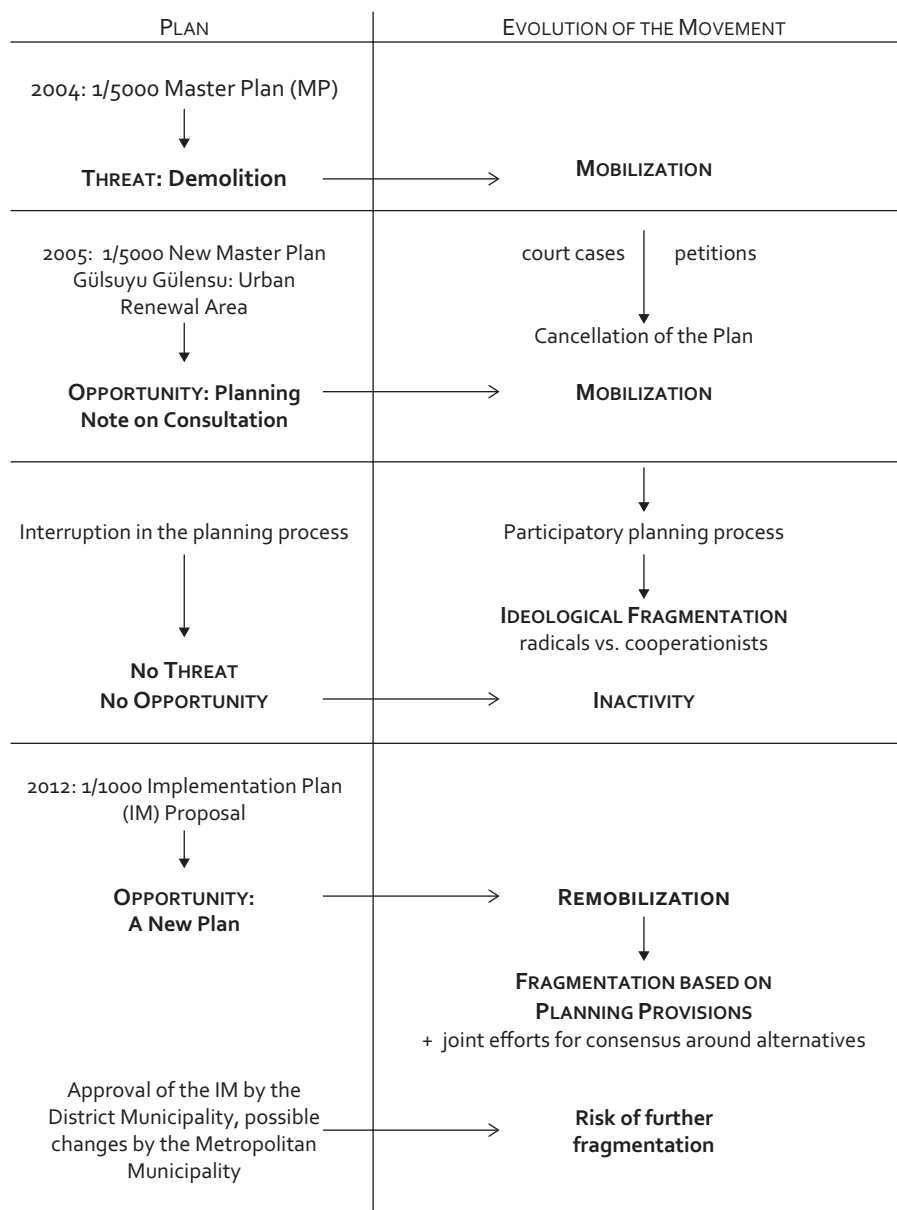 PLAN
EVOLUTION OF THE MOVEMENT
2004: 1/5000 Master Plan (MP)
THREAT: Demolition
MOBILIZATION
2005: 1/5000 New Master Plan
Gülsuyu Gülensu: Urban
Renewal Area
OPPORTUNITY: Planning
Note on Consultation
court cases petitions
Cancellation of the Plan
MOBILIZATION
Interruption in the planning process
NO THREAT
NO OPPORTUNITY
Participatory planning process
IDEOLOGICAL FRAGMENTATION
radicals vs. cooperationists
INACTIVITY
2012: 1/1000 Implementation Plan
(IM) Proposal
OPPORTUNITY:
A New Plan
REMOBILIZATION
FRAGMENTATION BASED ON
PLANNING PROVISIONS
+ joint efforts for consensus around alternatives
Approval of the IM by the
District Municipality, possible
changes by the Metropolitan
Municipality
Risk of further
fragmentation